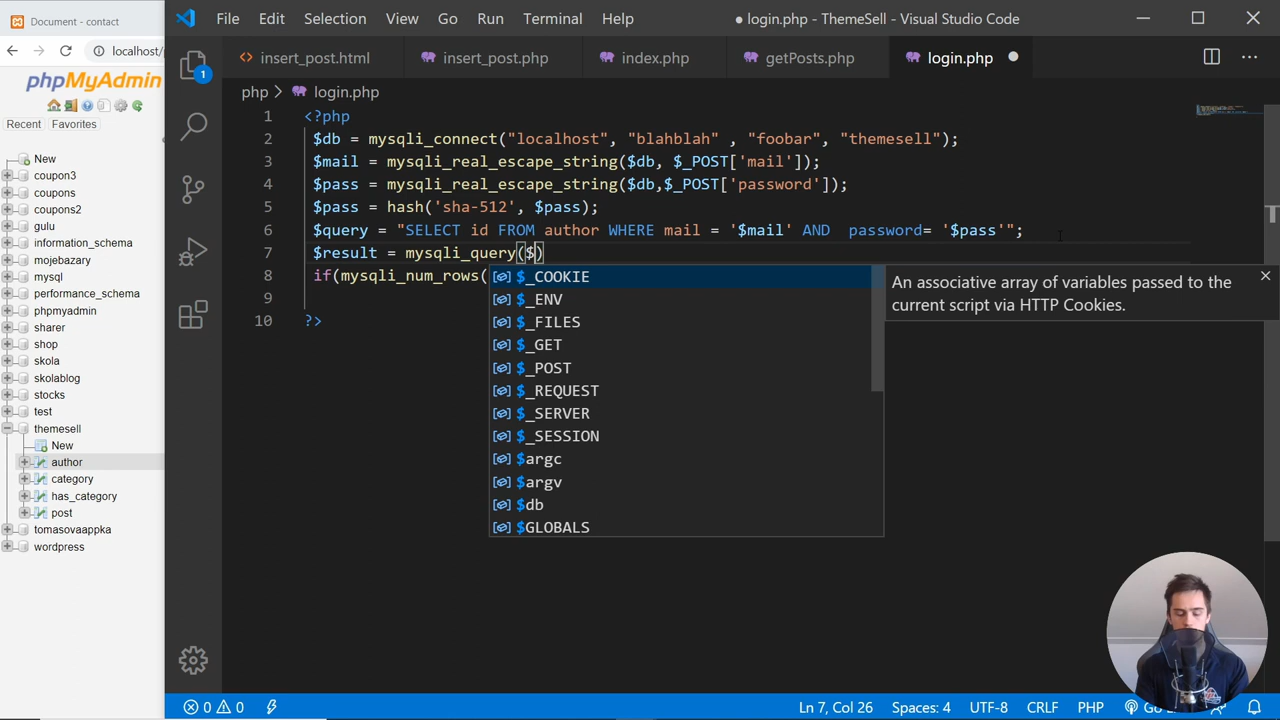 Document - contact
localhost/
phpMyAdmin
Recent
Favorites
New
coupon3
coupons
coupons2
gulu
information_schema
mojebazary
mysql
performance_schema
phpmyadmin
sharer
shop
skola
skolablog
stocks
test
themesell
New
author
category
has_category
post
tomasovaappka
wordpress
File Edit Selection View Go Run Terminal Help
● login.php - ThemeSell - Visual Studio Code
1
insert_post.html
insert_post.php
index.php
getPosts.php
login.php
php > login.php
1 <?php
2 $db = mysqli_connect("localhost", "blahblah" , "foobar", "themesell");
3 $mail = mysqli_real_escape_string($db, $_POST['mail']);
4 $pass = mysqli_real_escape_string($db,$_POST['password']);
5 $pass = hash('sha-512', $pass);
6 $query = "SELECT id FROM author WHERE mail = '$mail' AND  password= '$pass'";
7 $result = mysqli_query($)
8 if(mysqli_num_rows(
9
10 ?>
$_COOKIE
$_ENV
$_FILES
$_GET
$_POST
$_REQUEST
$_SERVER
$_SESSION
$argc
$argv
$db
$GLOBALS
An associative array of variables passed to the
current script via HTTP Cookies.
0 0
Ln 7, Col 26
Spaces: 4
UTF-8
CRLF
PHP